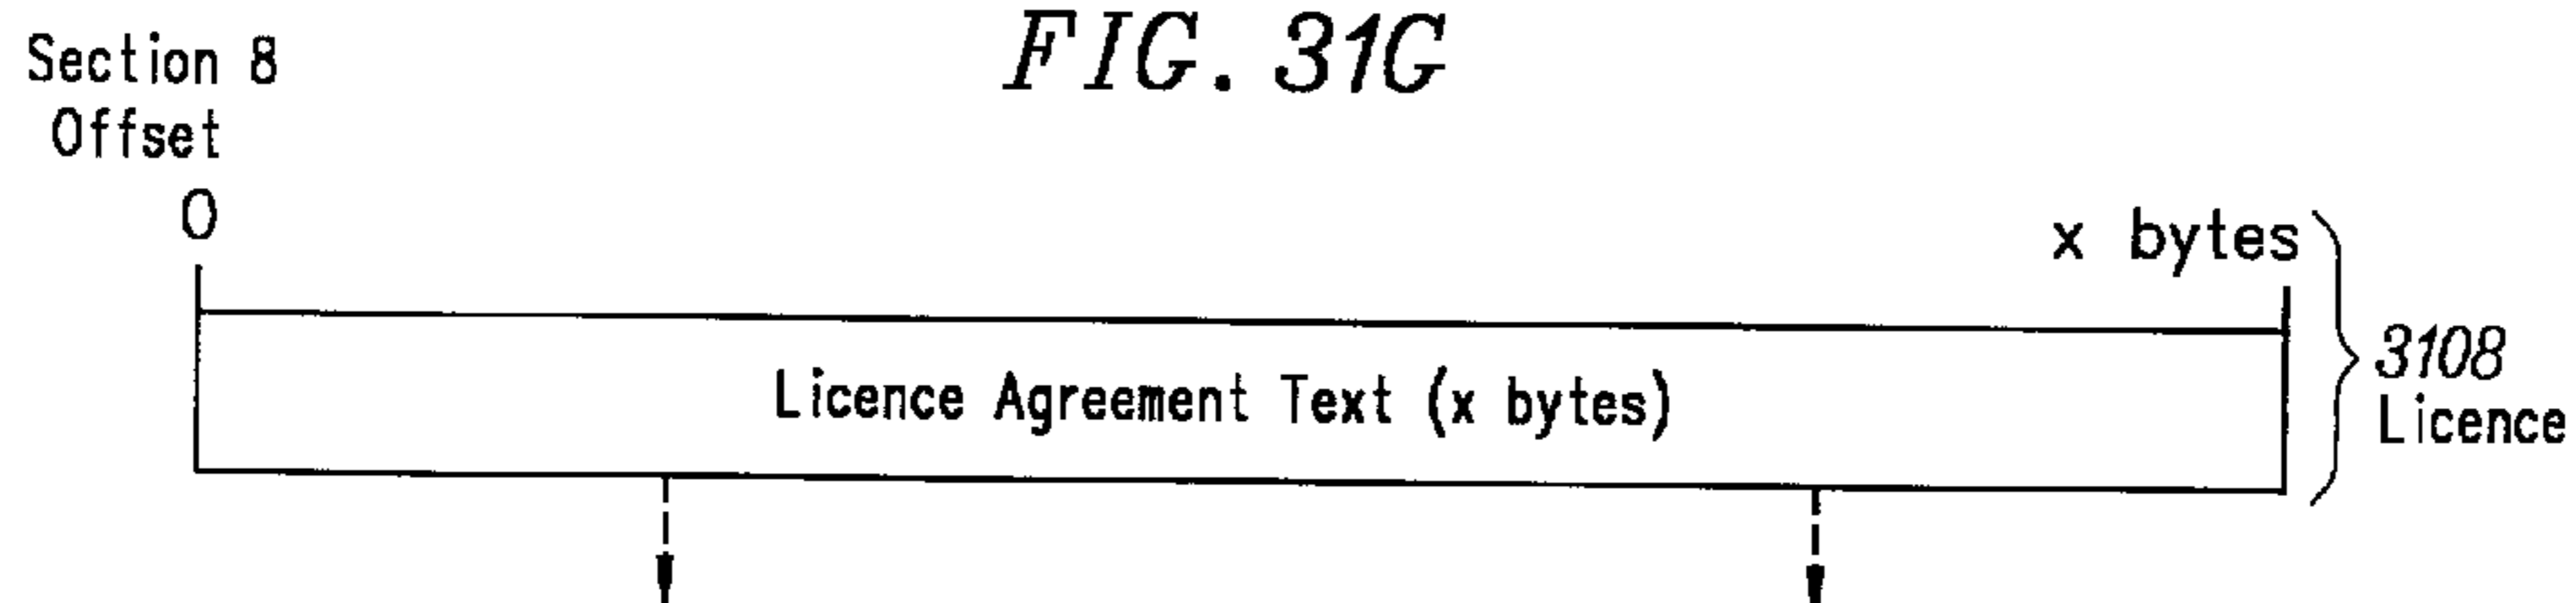 FIG. 31G
Section 8
Offset
0
x bytes
Licence Agreement Text (x bytes)
3108
Licence